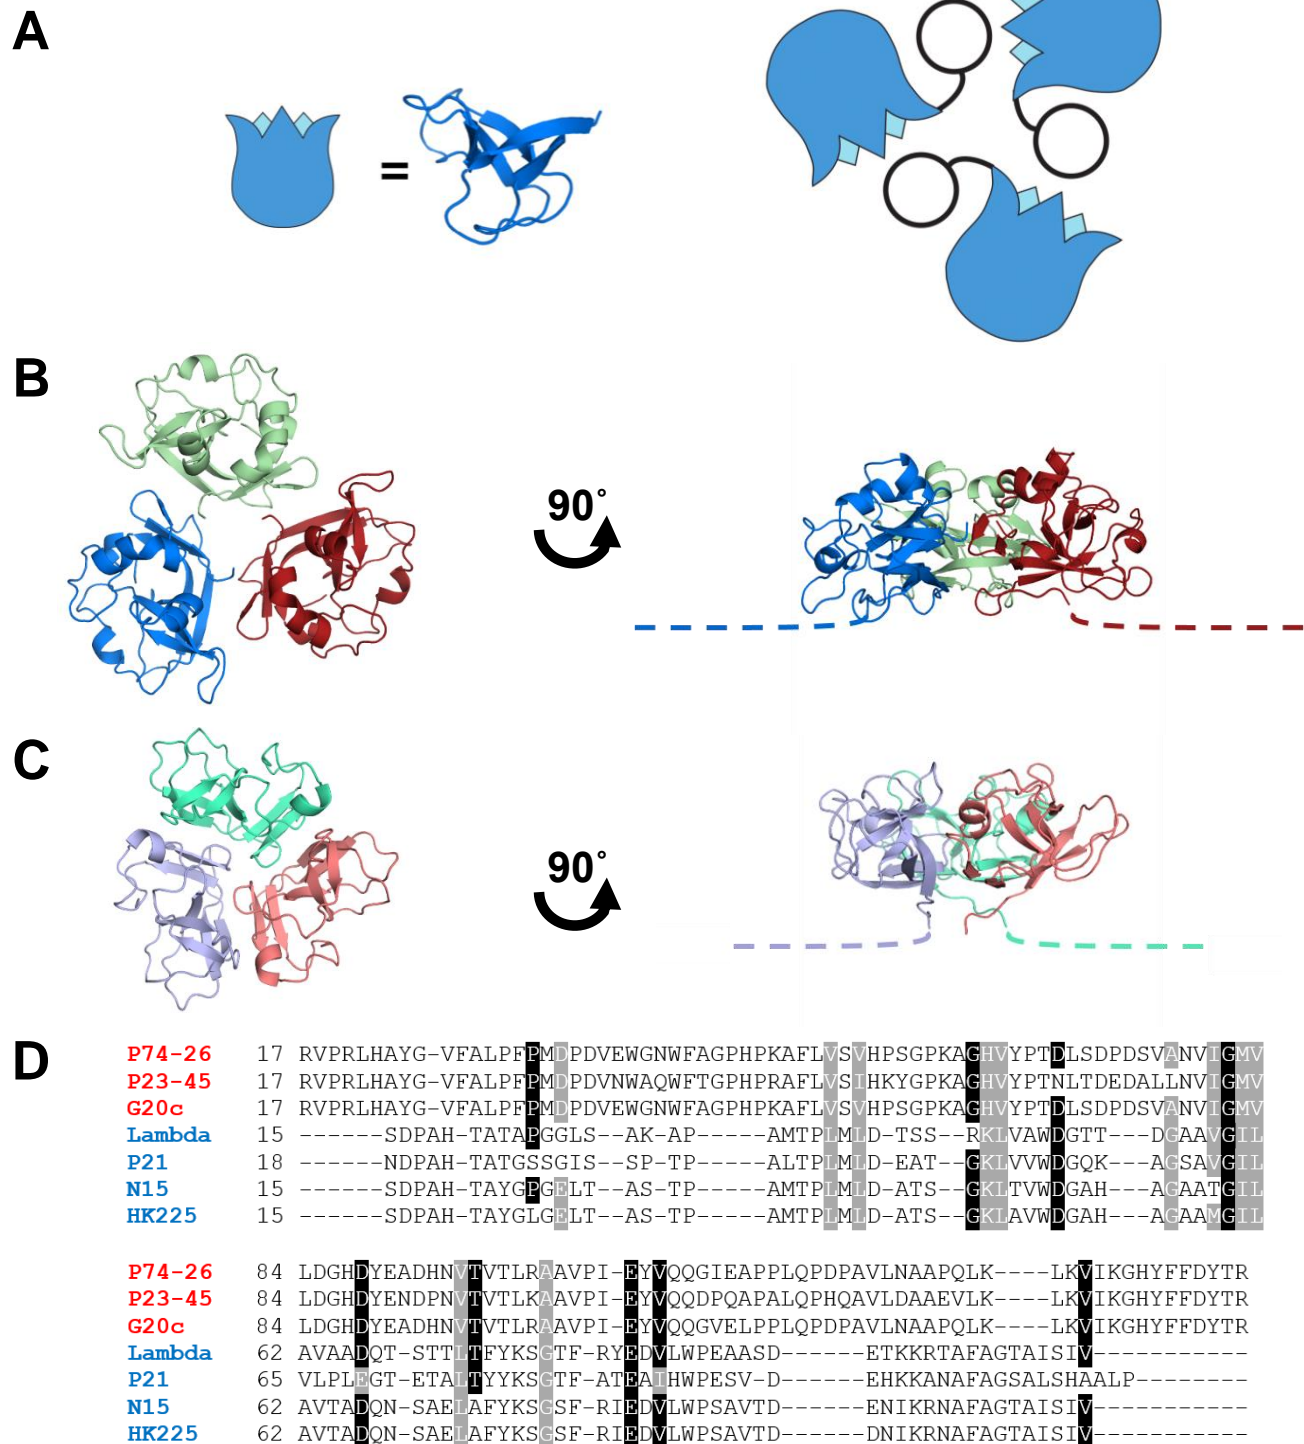 A
=
B
90°
C
90°
D
P74-26 17 RVPRLHAYG-VFALPFPMDPDVEWGNWFAGPHPKAFLVSVHPSGPKAGHVYPTDLSDPDSVANVIGMV
P23-45 17 RVPRLHAYG-VFALPFPMDPDVNWAQWFTGPHPRAFLVSIHKYGPKAGHVYPTNLTDEDALLNVIGMV
G20c 17 RVPRLHAYG-VFALPFPMDPDVEWGNWFAGPHPKAFLVSVHPSGPKAGHVYPTDLSDPDSVANVIGMV
Lambda 15 ------SDPAH-TATAPGGLS--AK-AP-----AMTPLMLD-TSS--RKLVAWDGTT---DGAAVGIL
P21 18 ------NDPAH-TATGSSGIS--SP-TP-----ALTPLMLD-EAT--GKLVVWDGQK---AGSAVGIL
N15 15 ------SDPAH-TAYGPGELT--AS-TP-----AMTPLMLD-ATS--GKLTVWDGAH---AGAATGIL
HK225 15 ------SDPAH-TAYGLGELT--AS-TP-----AMTPLMLD-ATS--GKLAVWDGAH---AGAAMGIL
P74-26 84 LDGHDYEADHNVTVTLRAAVPI-EYVQQGIEAPPLQPDPAVLNAAPQLK----LKVIKGHYFFDYTR
P23-45 84 LDGHDYENDPNVTVTLKAAVPI-EYVQQDPQAPALQPHQAVLDAAEVLK----LKVIKGHYFFDYTR
G20c 84 LDGHDYEADHNVTVTLRAAVPI-EYVQQGVELPPLQPDPAVLNAAPQLK----LKVIKGHYFFDYTR
Lambda 62 AVAADQT-STTLTFYKSGTF-RYEDVLWPEAASD------ETKKRTAFAGTAISIV-----------
P21 65 VLPLEGT-ETALTYYKSGTF-ATEAIHWPESV-D------EHKKANAFAGSALSHAALP--------
N15 62 AVTADQN-SAELAFYKSGSF-RIEDVLWPSAVTD------ENIKRNAFAGTAISIV-----------
HK225 62 AVTADQN-SAELAFYKSGSF-RIEDVLWPSAVTD------DNIKRNAFAGTAISIV-----------